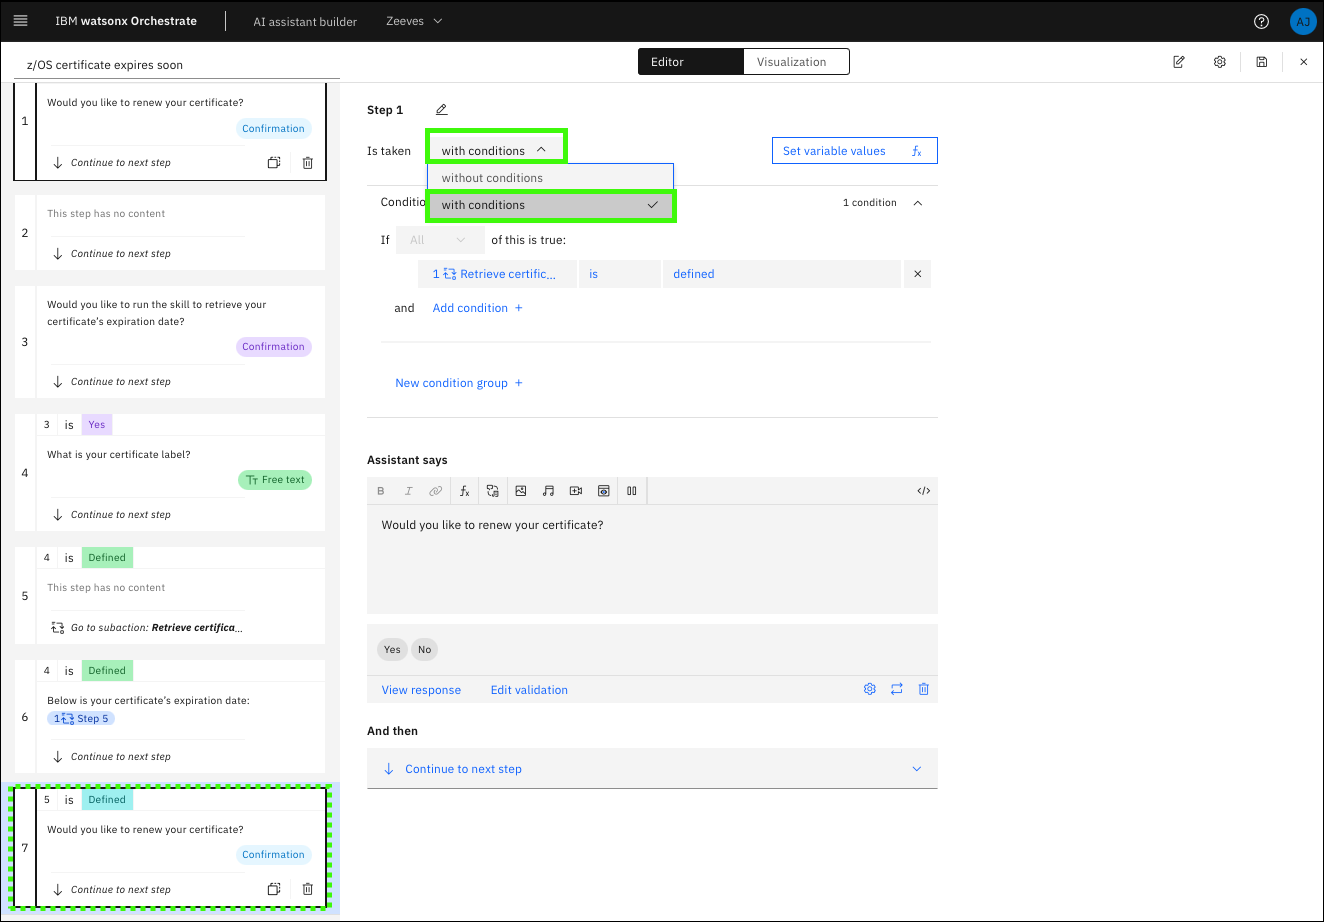 IBM watsonx Orchestrate
AI assistant builder
Zeeves
AJ
z/OS certificate expires soon
Editor
Visualization
1
Would you like to renew your certificate?
Confirmation
Continue to next step
2
This step has no content
Continue to next step
3
Would you like to run the skill to retrieve your
certificate's expiration date?
Confirmation
Continue to next step
4
3 is Yes
What is your certificate label?
Free text
Continue to next step
5
4 is Defined
This step has no content
Go to subaction: Retrieve certifica...
6
4 is Defined
Below is your certificate's expiration date:
1 Step 5
Continue to next step
7
5 is Defined
Would you like to renew your certificate?
Confirmation
Continue to next step
Step 1
Is taken
with conditions
Set variable values fx
without conditions
with conditions
Conditio
1 condition
If All of this is true:
1 Retrieve certific... is defined
and Add condition +
New condition group +
Assistant says
B I fx </>
Would you like to renew your certificate?
Yes No
View response Edit validation
And then
Continue to next step